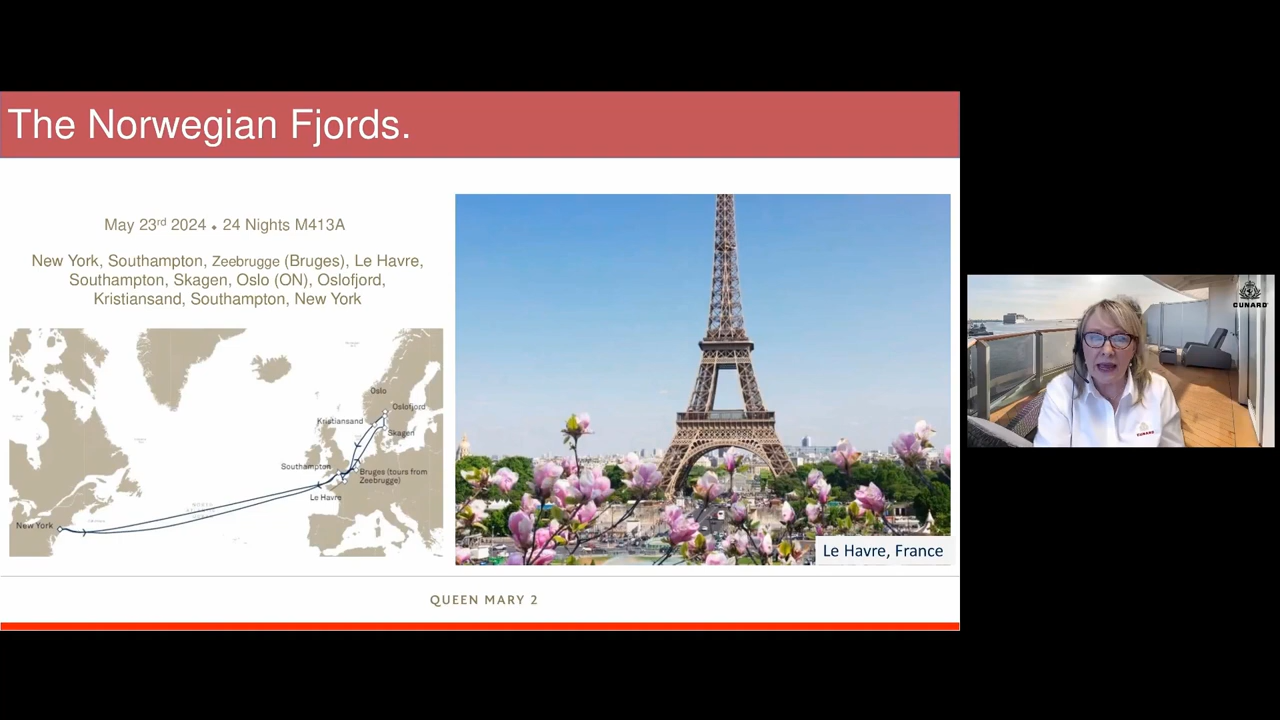 The Norwegian Fjords.
May 23rd 2024 ⬥ 24 Nights M413A
New York, Southampton, Zeebrugge (Bruges), Le Havre,
Southampton, Skagen, Oslo (ON), Oslofjord,
Kristiansand, Southampton, New York
Oslo
Oslofjord
Kristiansand
Skagen
Southampton
Bruges (tours from
Zeebrugge)
Le Havre
New York
NORTH
Le Havre, France
QUEEN MARY 2
CUNARD
CUNARD